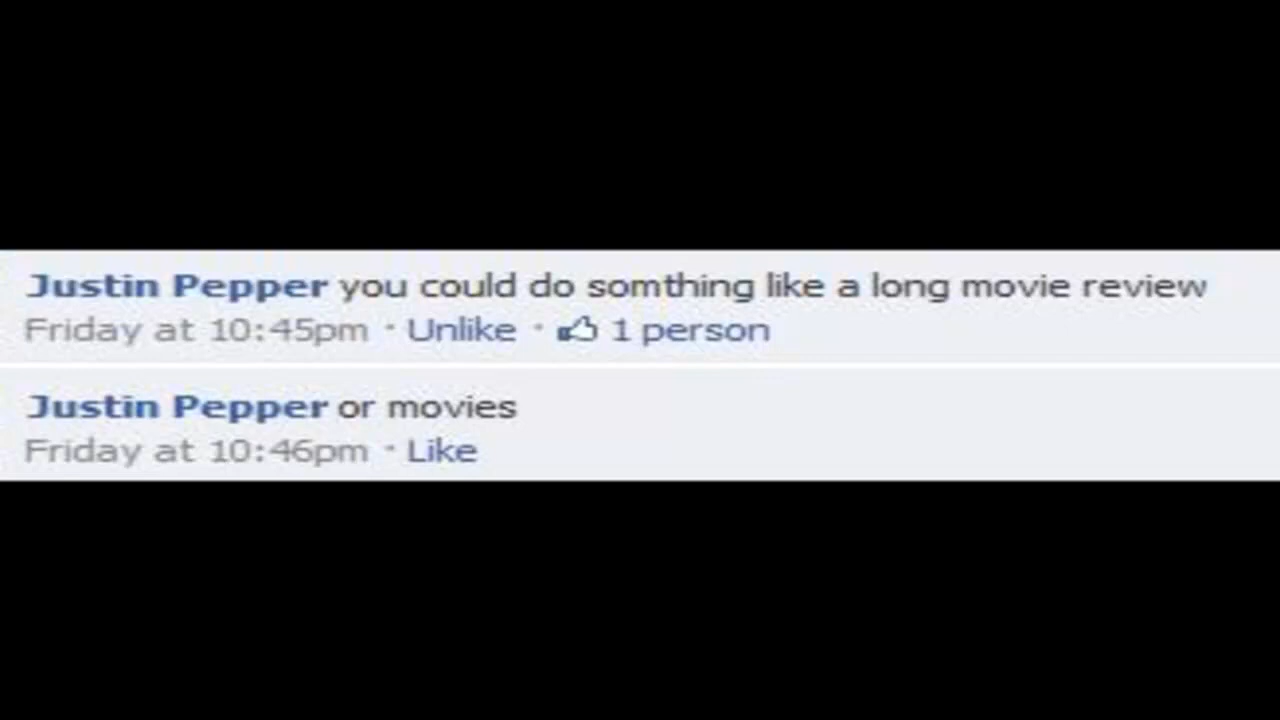 Justin Pepper you could do somthing like a long movie review
Friday at 10:45pm · Unlike · 1 person
Justin Pepper or movies
Friday at 10:46pm · Like